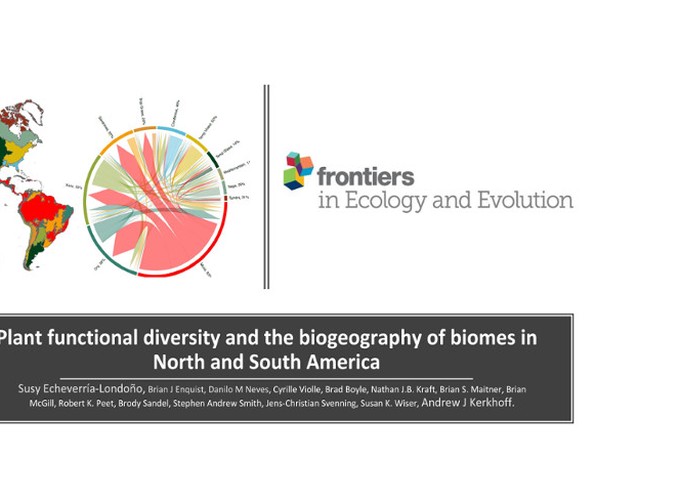 frontiers
in Ecology and Evolution
Plant functional diversity and the biogeography of biomes in
North and South America
Susy Echeverría-Londoño, Brian J Enquist, Danilo M Neves, Cyrille Violle, Brad Boyle, Nathan J.B. Kraft, Brian S. Maitner, Brian
McGill, Robert K. Peet, Brody Sandel, Stephen Andrew Smith, Jens-Christian Svenning, Susan K. Wiser, Andrew J Kerkhoff.